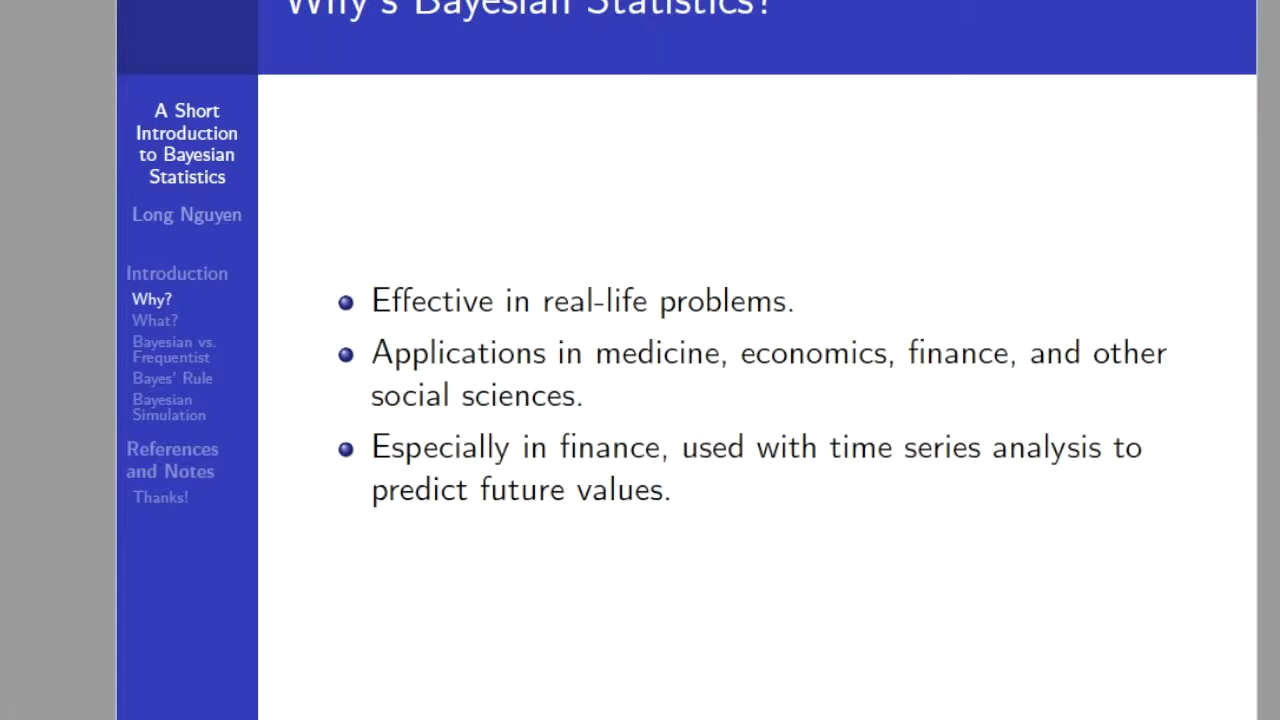 Why's Bayesian Statistics?
A Short
Introduction
to Bayesian
Statistics
Long Nguyen
Introduction
Why?
What?
Bayesian vs.
Frequentist
Bayes' Rule
Bayesian
Simulation
References
and Notes
Thanks!
Effective in real-life problems.
Applications in medicine, economics, finance, and other
social sciences.
Especially in finance, used with time series analysis to
predict future values.